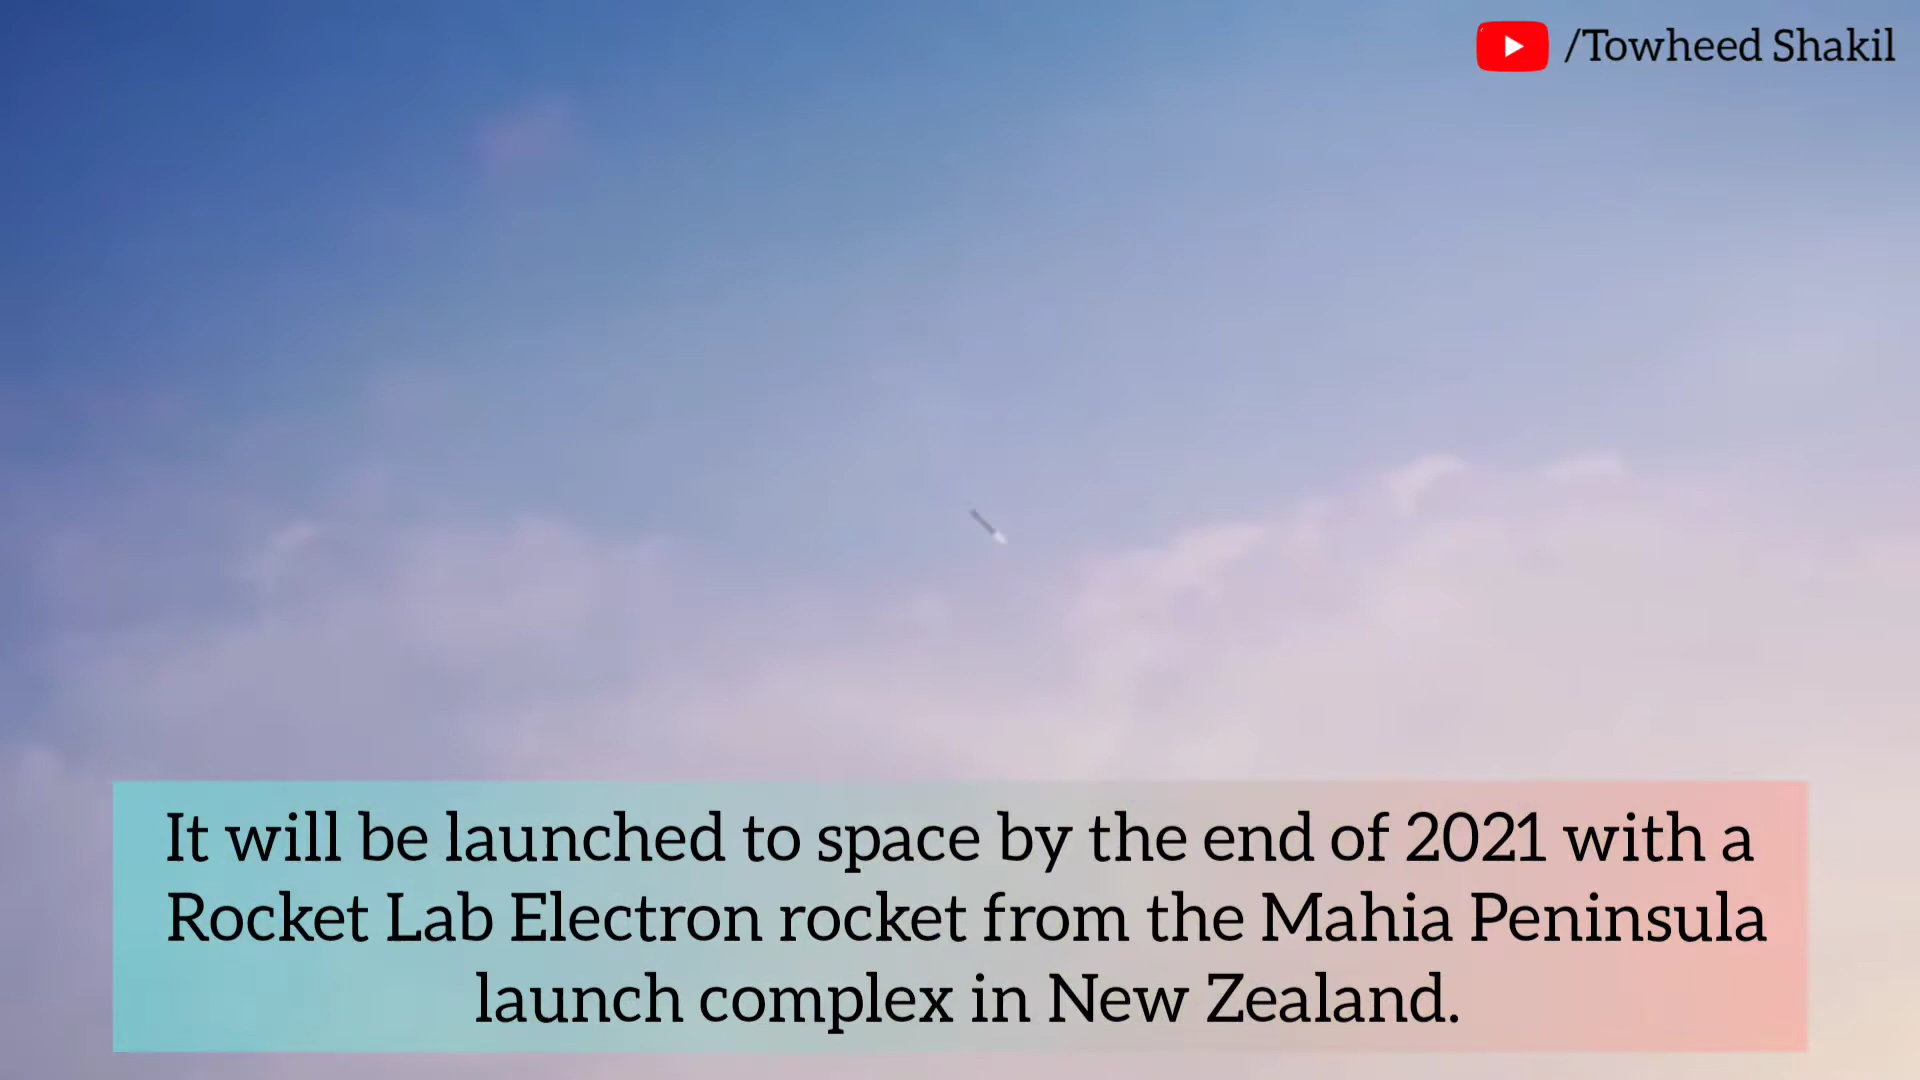 /Towheed Shakil
It will be launched to space by the end of 2021 with a
Rocket Lab Electron rocket from the Mahia Peninsula
launch complex in New Zealand.